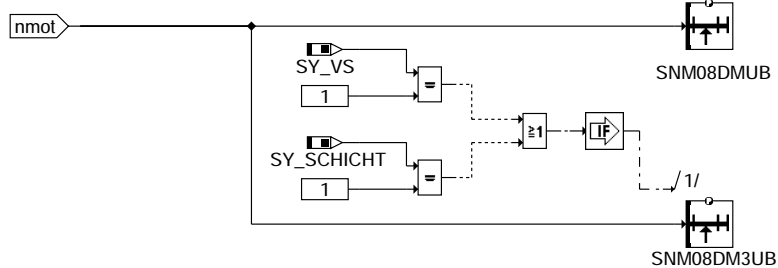 nmot
SY_VS
SNM08DMUB
1
=
≥1
IF
SY_SCHICHT
=
1
/1/
SNM08DM3UB